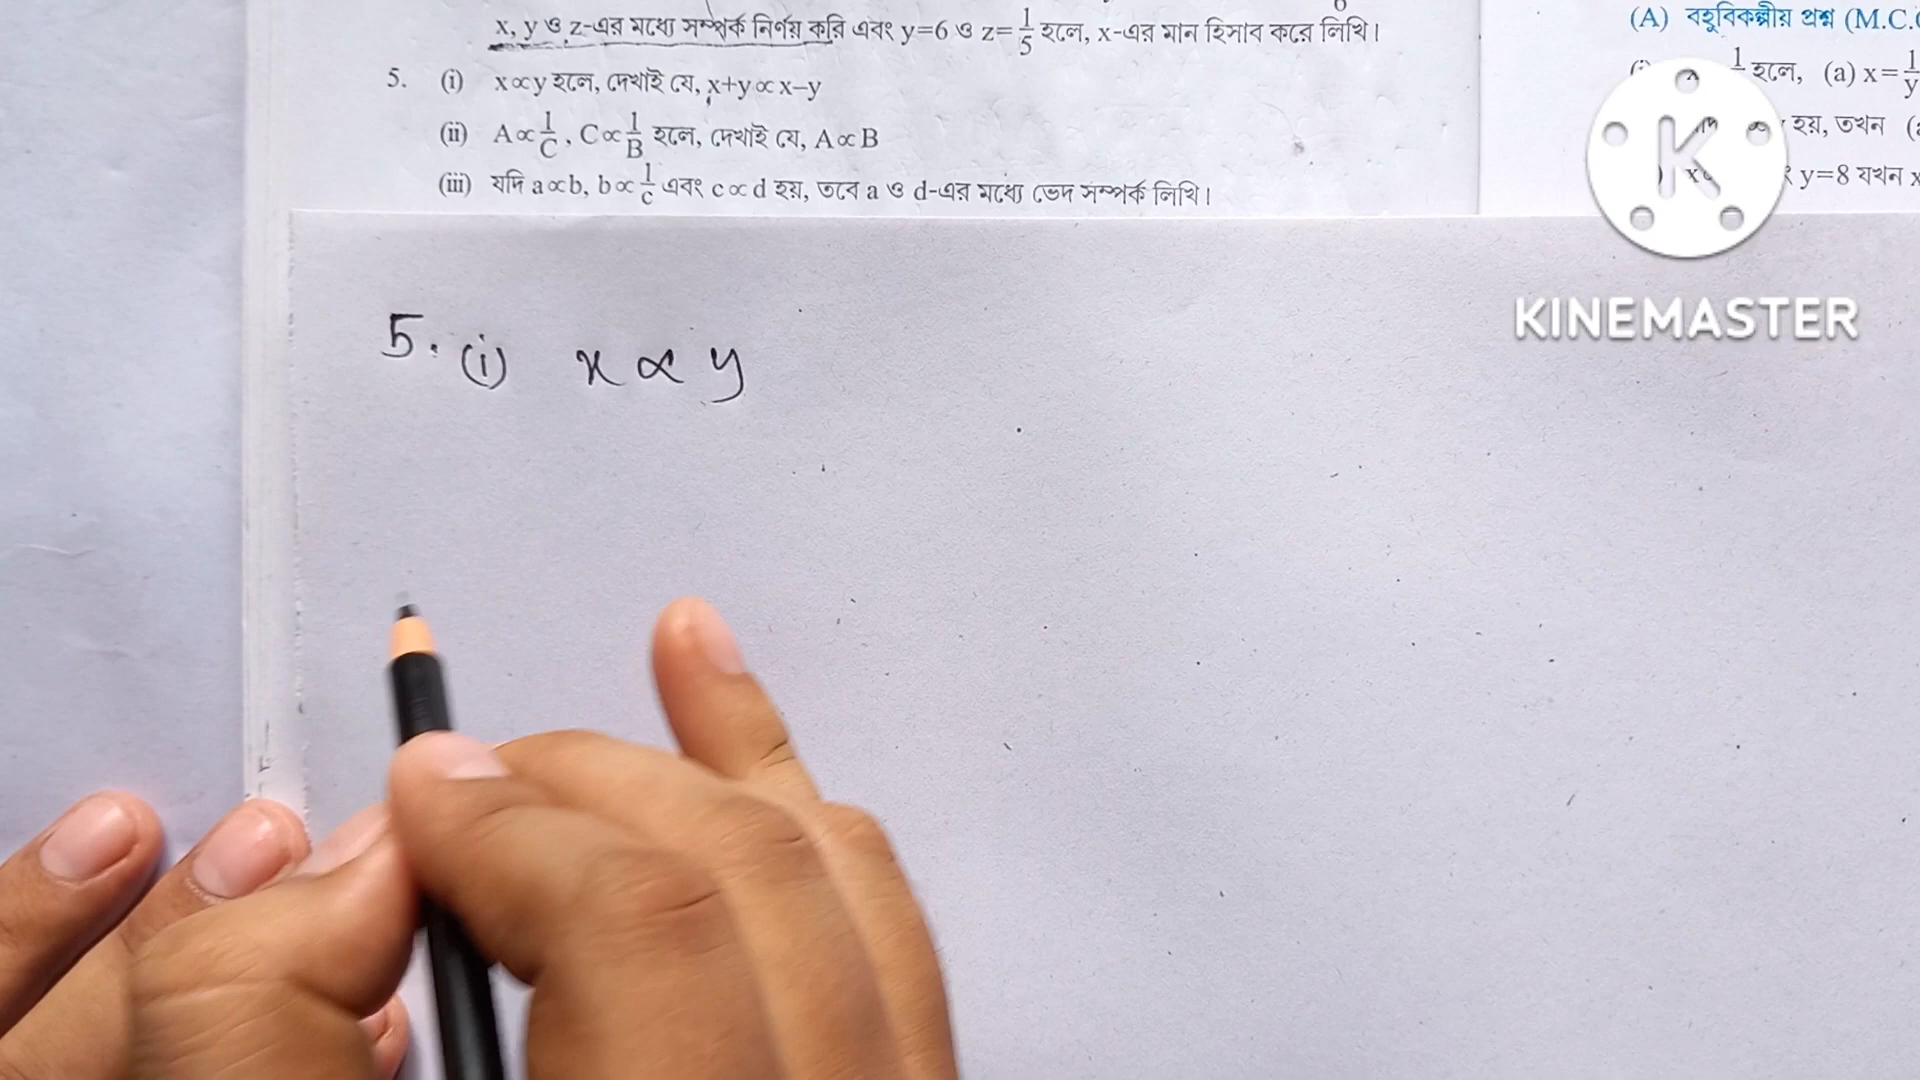 x, y ও z-এর মধ্যে সম্পর্ক নির্ণয় করি এবং y=6 ও z= 1/5 হলে, x-এর মান হিসাব করে লিখি।
5. (i) x∝y হলে, দেখাই যে, x+y∝x–y
(ii) A∝1/C, C∝1/B হলে, দেখাই যে, A∝B
(iii) যদি a∝b, b∝1/c এবং c∝d হয়, তবে a ও d-এর মধ্যে ভেদ সম্পর্ক লিখি।
(A) বহুবিকল্পীয় প্রশ্ন (M.C.
হলে, (a) x=1/y
হয়, তখন
y=8 যখন x
K
KINEMASTER
5. (i) x ∝ y